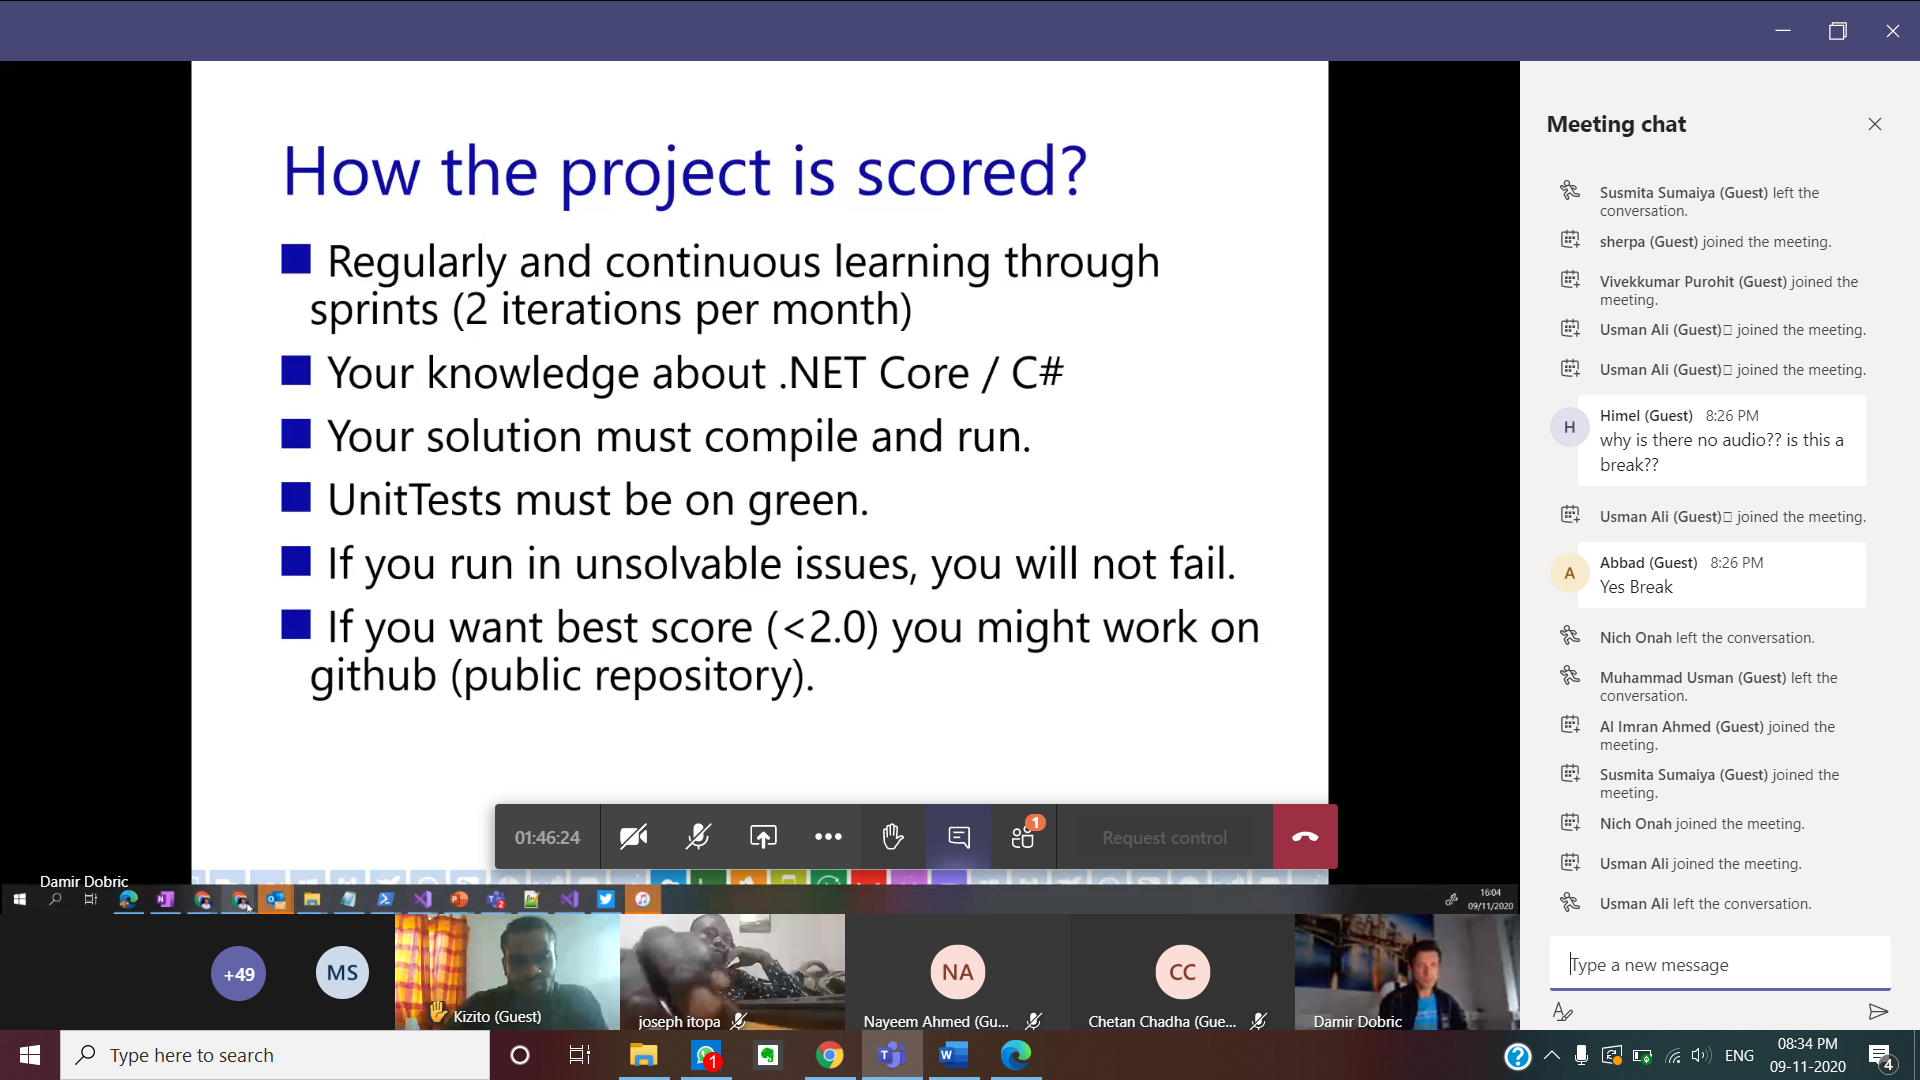 How the project is scored?
Regularly and continuous learning through
sprints (2 iterations per month)
Your knowledge about .NET Core / C#
Your solution must compile and run.
UnitTests must be on green.
If you run in unsolvable issues, you will not fail.
If you want best score (<2.0) you might work on
github (public repository).
01:46:24
1
Request control
Damir Dobric
16:04
09/11/2020
+49
MS
Kizito (Guest)
joseph itopa
NA
Nayeem Ahmed (Gu...
CC
Chetan Chadha (Gue...
Damir Dobric
Meeting chat
Susmita Sumaiya (Guest) left the
conversation.
sherpa (Guest) joined the meeting.
Vivekkumar Purohit (Guest) joined the
meeting.
Usman Ali (Guest)▯ joined the meeting.
Usman Ali (Guest)▯ joined the meeting.
H
Himel (Guest) 8:26 PM
why is there no audio?? is this a
break??
Usman Ali (Guest)▯ joined the meeting.
A
Abbad (Guest) 8:26 PM
Yes Break
Nich Onah left the conversation.
Muhammad Usman (Guest) left the
conversation.
Al Imran Ahmed (Guest) joined the
meeting.
Susmita Sumaiya (Guest) joined the
meeting.
Nich Onah joined the meeting.
Usman Ali joined the meeting.
Usman Ali left the conversation.
Type a new message
Type here to search
1
ENG
08:34 PM
09-11-2020
4